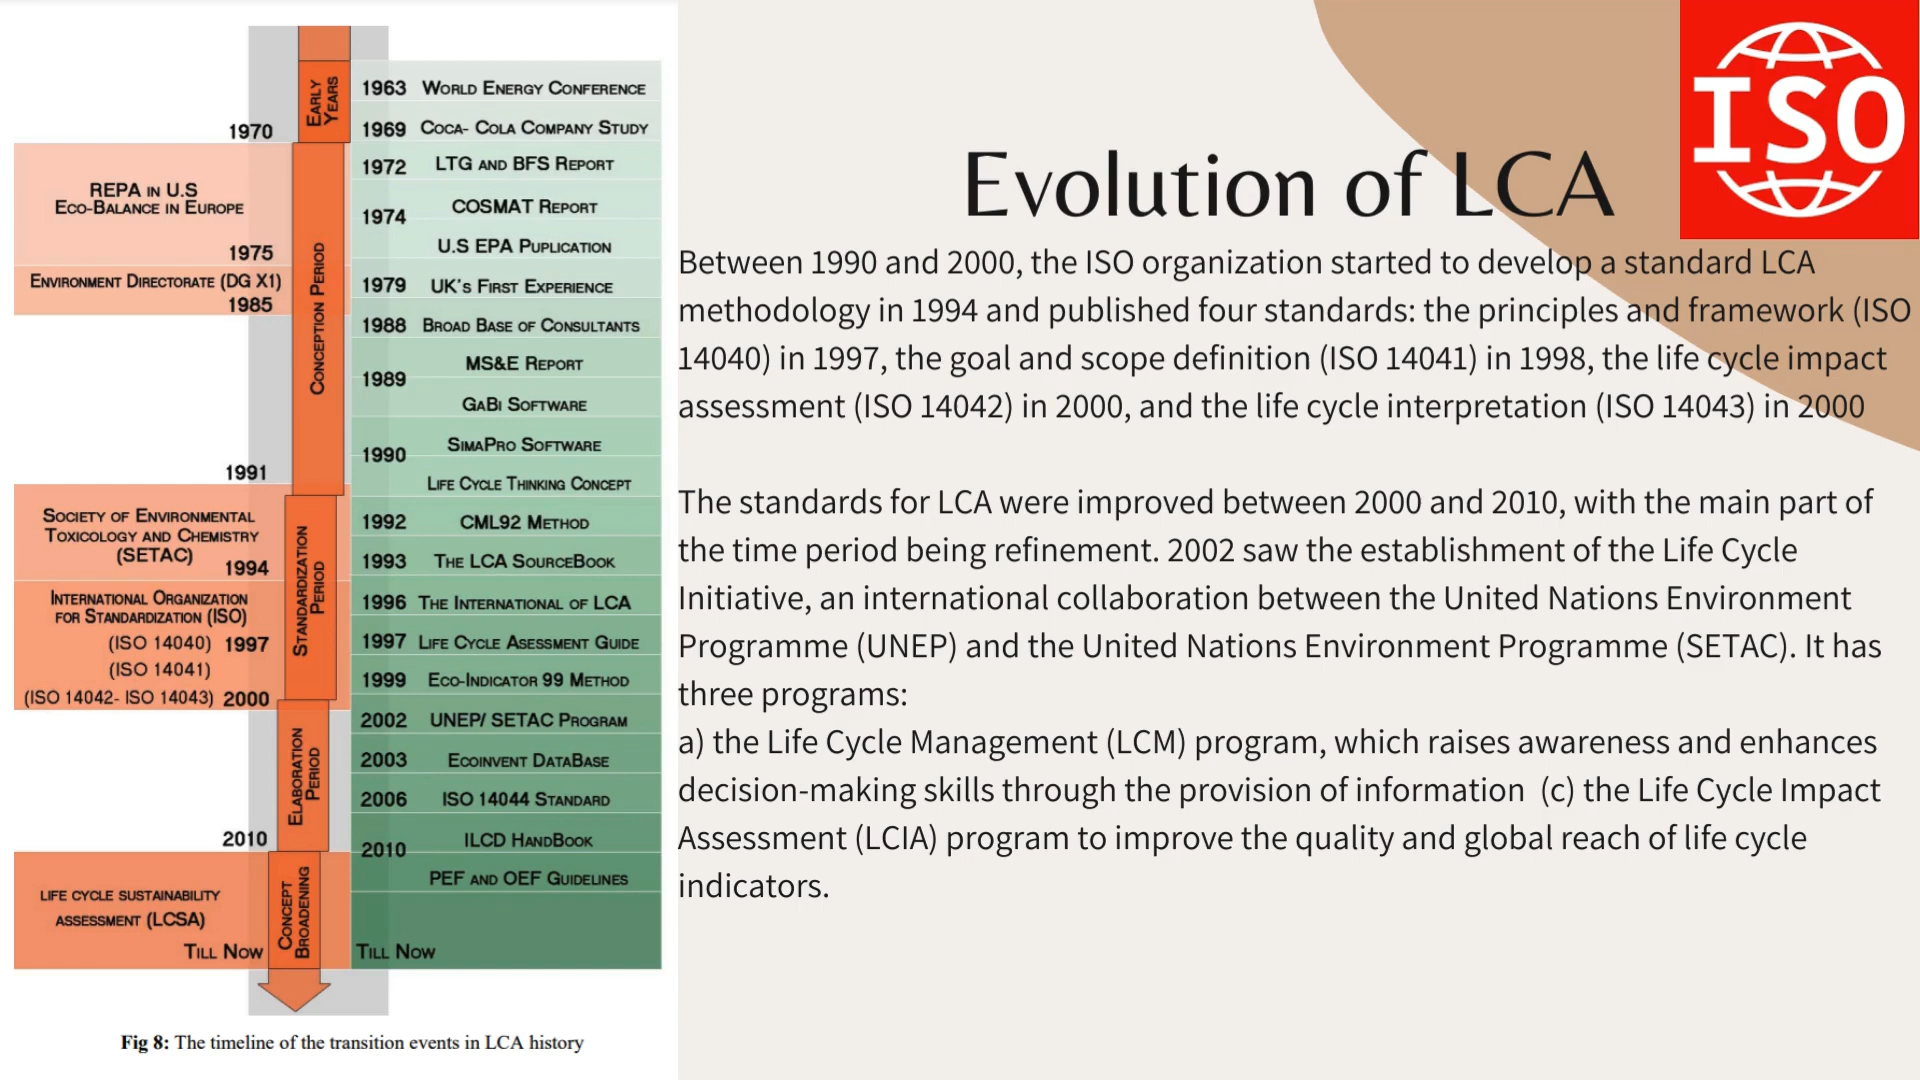 EARLY
YEARS
1963 WORLD ENERGY CONFERENCE
1970
1969 COCA- COLA COMPANY STUDY
1972 LTG AND BFS REPORT
REPA IN U.S
ECO-BALANCE IN EUROPE
1974
COSMAT REPORT
U.S EPA PUPLICATION
1975
ENVIRONMENT DIRECTORATE (DG X1)
1985
CONCEPTION PERIOD
1979 UK'S FIRST EXPERIENCE
1988 BROAD BASE OF CONSULTANTS
1989
MS&E REPORT
GABI SOFTWARE
1990
SIMAPRO SOFTWARE
LIFE CYCLE THINKING CONCEPT
1991
SOCIETY OF ENVIRONMENTAL
TOXICOLOGY AND CHEMISTRY
(SETAC)
1994
STANDARDIZATION
PERIOD
1992 CML92 METHOD
1993 THE LCA SOURCEBOOK
INTERNATIONAL ORGANIZATION
FOR STANDARDIZATION (ISO)
(ISO 14040) 1997
(ISO 14041)
(ISO 14042- ISO 14043) 2000
1996 THE INTERNATIONAL OF LCA
1997 LIFE CYCLE ASESSMENT GUIDE
1999 ECO-INDICATOR 99 METHOD
ELABORATION
PERIOD
2002 UNEP/ SETAC PROGRAM
2003 ECOINVENT DATABASE
2006 ISO 14044 STANDARD
2010
2010
ILCD HANDBOOK
PEF AND OEF GUIDELINES
LIFE CYCLE SUSTAINABILITY
ASSESSMENT (LCSA)
TILL NOW
CONCEPT
BROADENING
TILL NOW
Fig 8: The timeline of the transition events in LCA history
ISO
Evolution of LCA
Between 1990 and 2000, the ISO organization started to develop a standard LCA
methodology in 1994 and published four standards: the principles and framework (ISO
14040) in 1997, the goal and scope definition (ISO 14041) in 1998, the life cycle impact
assessment (ISO 14042) in 2000, and the life cycle interpretation (ISO 14043) in 2000
The standards for LCA were improved between 2000 and 2010, with the main part of
the time period being refinement. 2002 saw the establishment of the Life Cycle
Initiative, an international collaboration between the United Nations Environment
Programme (UNEP) and the United Nations Environment Programme (SETAC). It has
three programs:
a) the Life Cycle Management (LCM) program, which raises awareness and enhances
decision-making skills through the provision of information (c) the Life Cycle Impact
Assessment (LCIA) program to improve the quality and global reach of life cycle
indicators.